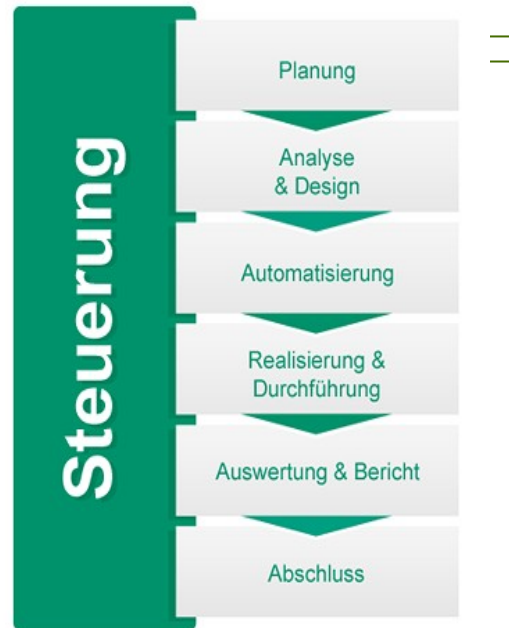 Steuerung
Planung
Analyse
& Design
Automatisierung
Realisierung &
Durchführung
Auswertung & Bericht
Abschluss